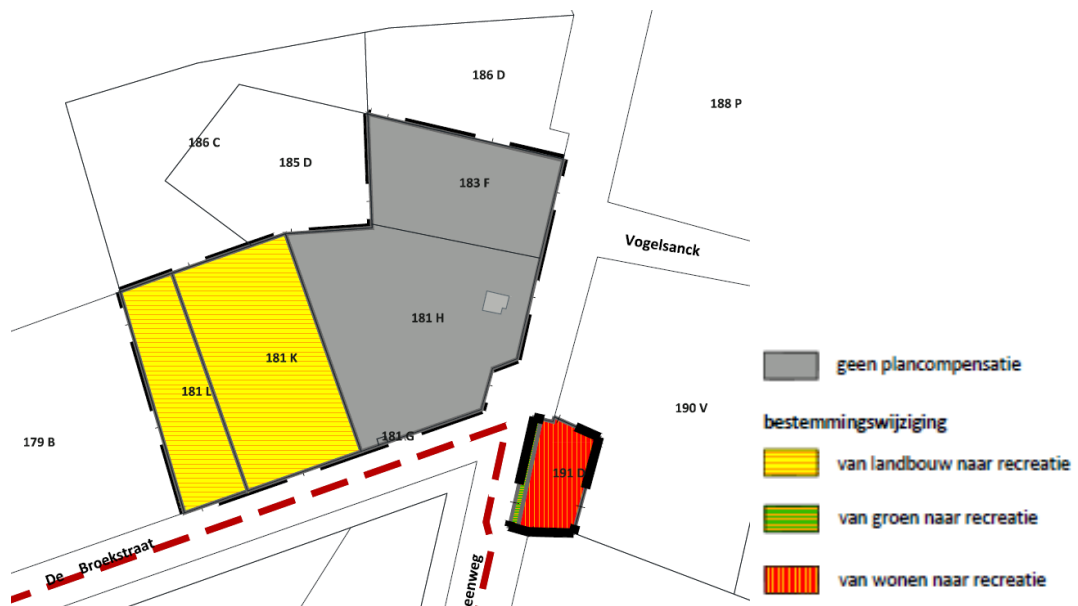 186 D
188 P
186 C
185 D
183 F
Vogelsanck
181 H
181 K
181 L
190 V
179 B
181 G
191 D
De Broekstraat
eenweg
geen plancompensatie
bestemmingswijziging
van landbouw naar recreatie
van groen naar recreatie
van wonen naar recreatie